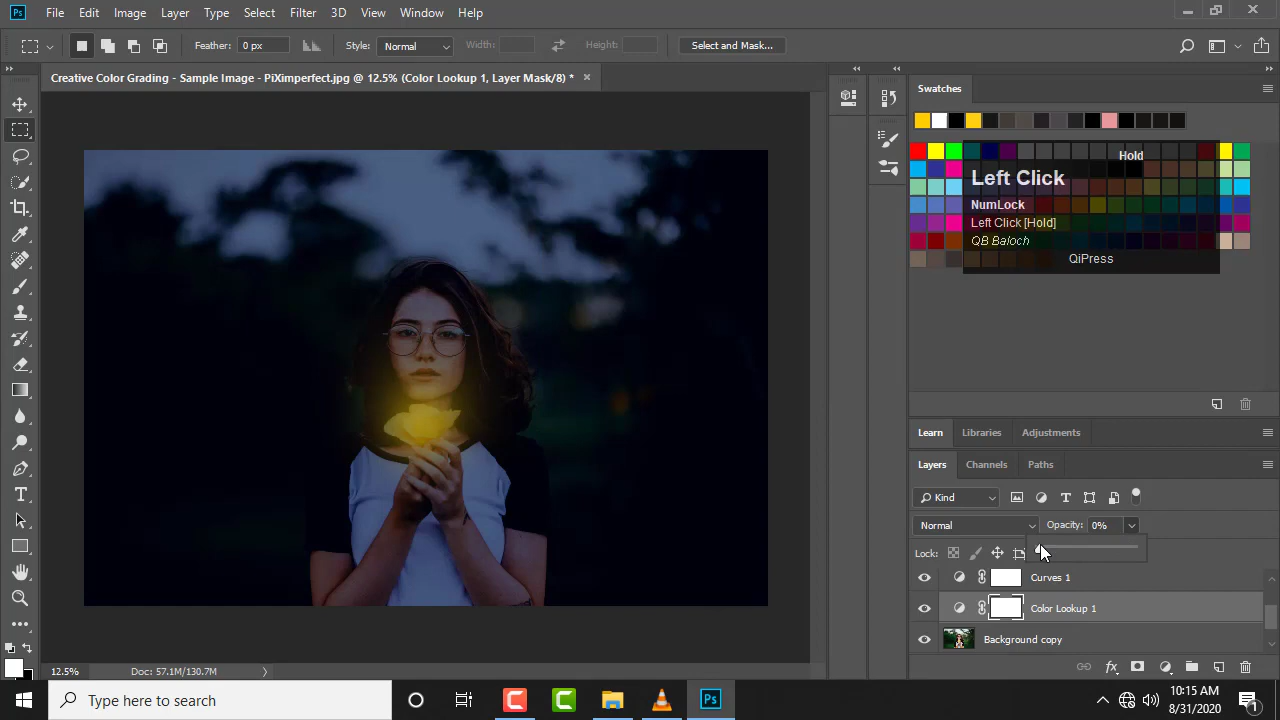 Ps File Edit Image Layer Type Select Filter 3D View Window Help
Feather: 0 px Style: Normal Width: Height: Select and Mask...
Creative Color Grading - Sample Image - PiXimperfect.jpg @ 12.5% (Color Lookup 1, Layer Mask/8) *
Swatches
Hold
Left Click
NumLock
Left Click [Hold]
QB Baloch
QiPress
Learn Libraries Adjustments
Layers Channels Paths
Kind
Normal Opacity: 0%
Lock:
Curves 1
Color Lookup 1
Background copy
fx
12.5% Doc: 57.1M/130.7M
Type here to search
C C Ps
10:15 AM
8/31/2020
1